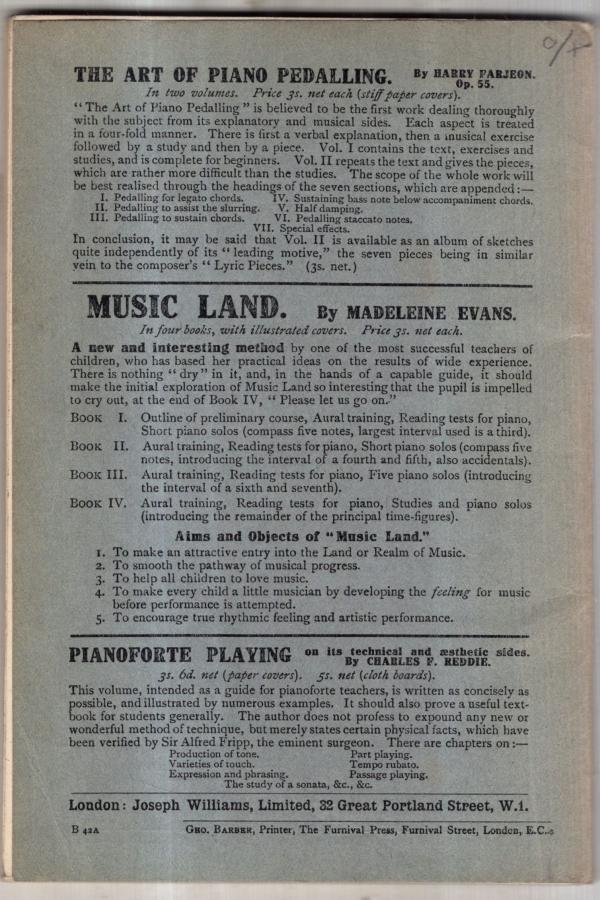 o/x
THE ART OF PIANO PEDALLING. By HARRY FARJEON.
Op. 55.
In two volumes. Price 3s. net each (stiff paper covers).
“ The Art of Piano Pedalling ” is believed to be the first work dealing thoroughly
with the subject from its explanatory and musical sides. Each aspect is treated
in a four-fold manner. There is first a verbal explanation, then a musical exercise
followed by a study and then by a piece. Vol. I contains the text, exercises and
studies, and is complete for beginners. Vol. II repeats the text and gives the pieces,
which are rather more difficult than the studies. The scope of the whole work will
be best realised through the headings of the seven sections, which are appended :—
I. Pedalling for legato chords. IV. Sustaining bass note below accompaniment chords.
II. Pedalling to assist the slurring. V. Half damping.
III. Pedalling to sustain chords. VI. Pedalling staccato notes.
VII. Special effects.
In conclusion, it may be said that Vol. II is available as an album of sketches
quite independently of its “ leading motive,” the seven pieces being in similar
vein to the composer's “ Lyric Pieces.” (3s. net.)
MUSIC LAND. By MADELEINE EVANS.
In four books, with illustrated covers. Price 3s. net each.
A new and interesting method by one of the most successful teachers of
children, who has based her practical ideas on the results of wide experience.
There is nothing “ dry ” in it, and, in the hands of a capable guide, it should
make the initial exploration of Music Land so interesting that the pupil is impelled
to cry out, at the end of Book IV, “ Please let us go on.”
BOOK I. Outline of preliminary course, Aural training, Reading tests for piano,
Short piano solos (compass five notes, largest interval used is a third).
BOOK II. Aural training, Reading tests for piano, Short piano solos (compass five
notes, introducing the interval of a fourth and fifth, also accidentals).
BOOK III. Aural training, Reading tests for piano, Five piano solos (introducing
the interval of a sixth and seventh).
BOOK IV. Aural training, Reading tests for piano, Studies and piano solos
(introducing the remainder of the principal time-figures).
Aims and Objects of “Music Land.”
1. To make an attractive entry into the Land or Realm of Music.
2. To smooth the pathway of musical progress.
3. To help all children to love music.
4. To make every child a little musician by developing the feeling for music
before performance is attempted.
5. To encourage true rhythmic feeling and artistic performance.
PIANOFORTE PLAYING on its technical and æsthetic sides.
By CHARLES F. REDDIE.
3s. 6d. net (paper covers). 5s. net (cloth boards).
This volume, intended as a guide for pianoforte teachers, is written as concisely as
possible, and illustrated by numerous examples. It should also prove a useful text-
book for students generally. The author does not profess to expound any new or
wonderful method of technique, but merely states certain physical facts, which have
been verified by Sir Alfred Fripp, the eminent surgeon. There are chapters on :—
Production of tone. Part playing.
Varieties of touch. Tempo rubato.
Expression and phrasing. Passage playing.
The study of a sonata, &c., &c.
London: Joseph Williams, Limited, 32 Great Portland Street, W.1.
B 42A GEO. BARBER, Printer, The Furnival Press, Furnival Street, London, E.C.